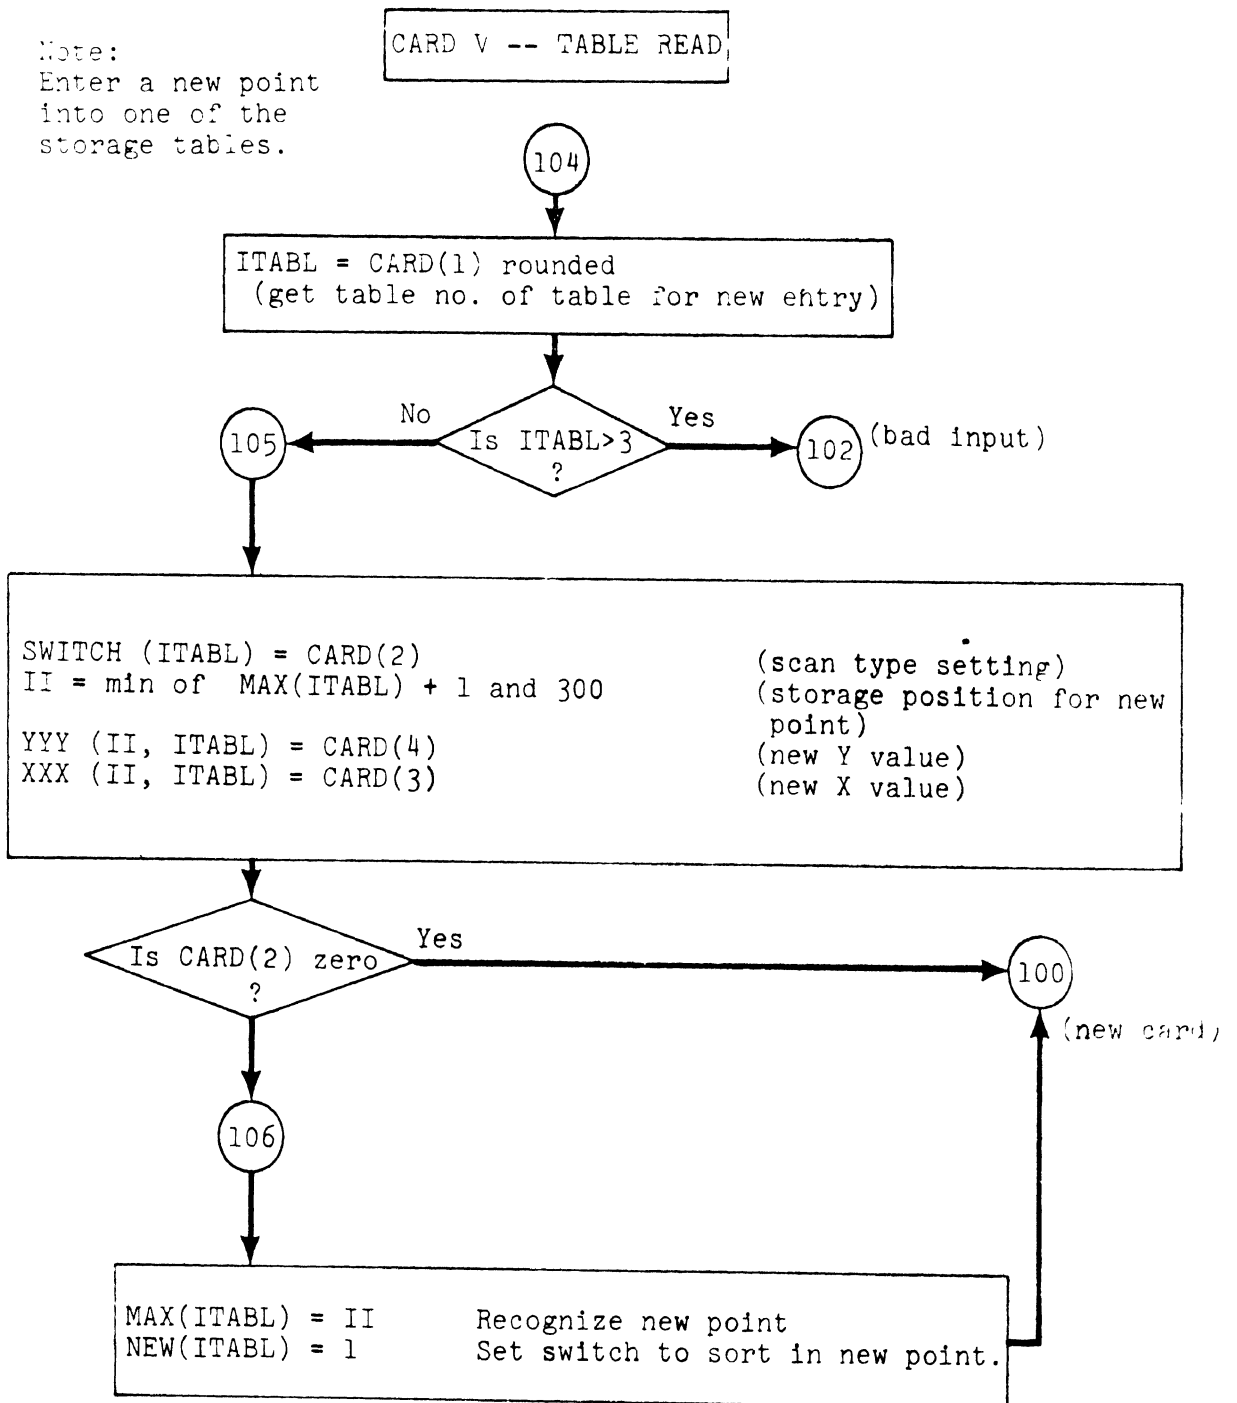 CARD V -- TABLE READ
Note:
Enter a new point
into one of the
storage tables.
104
ITABL = CARD(1) rounded
(get table no. of table for new entry)
No
Yes
105
Is ITABL>3
?
102
(bad input)
SWITCH (ITABL) = CARD(2) (scan type setting)
II = min of MAX(ITABL) + 1 and 300 (storage position for new
point)
YYY (II, ITABL) = CARD(4) (new Y value)
XXX (II, ITABL) = CARD(3) (new X value)
Is CARD(2) zero
?
Yes
100
(new card)
106
MAX(ITABL) = II Recognize new point
NEW(ITABL) = 1 Set switch to sort in new point.